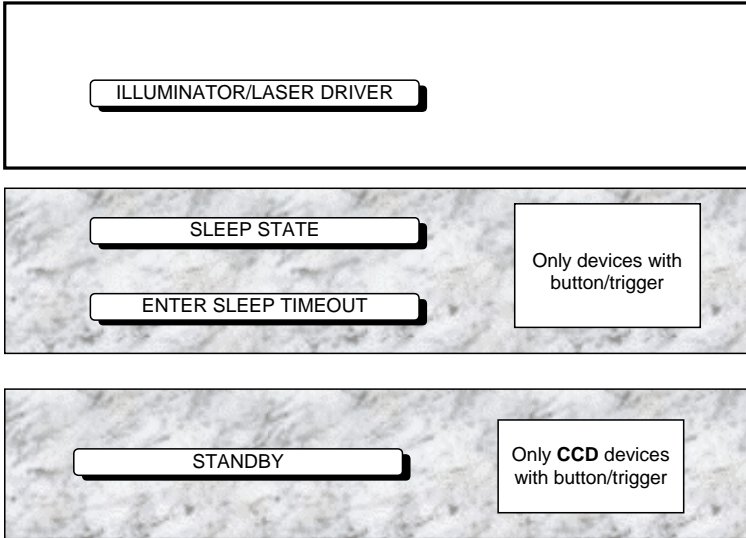 ILLUMINATOR/LASER DRIVER
SLEEP STATE
Only devices with
button/trigger
ENTER SLEEP TIMEOUT
STANDBY
Only CCD devices
with button/trigger